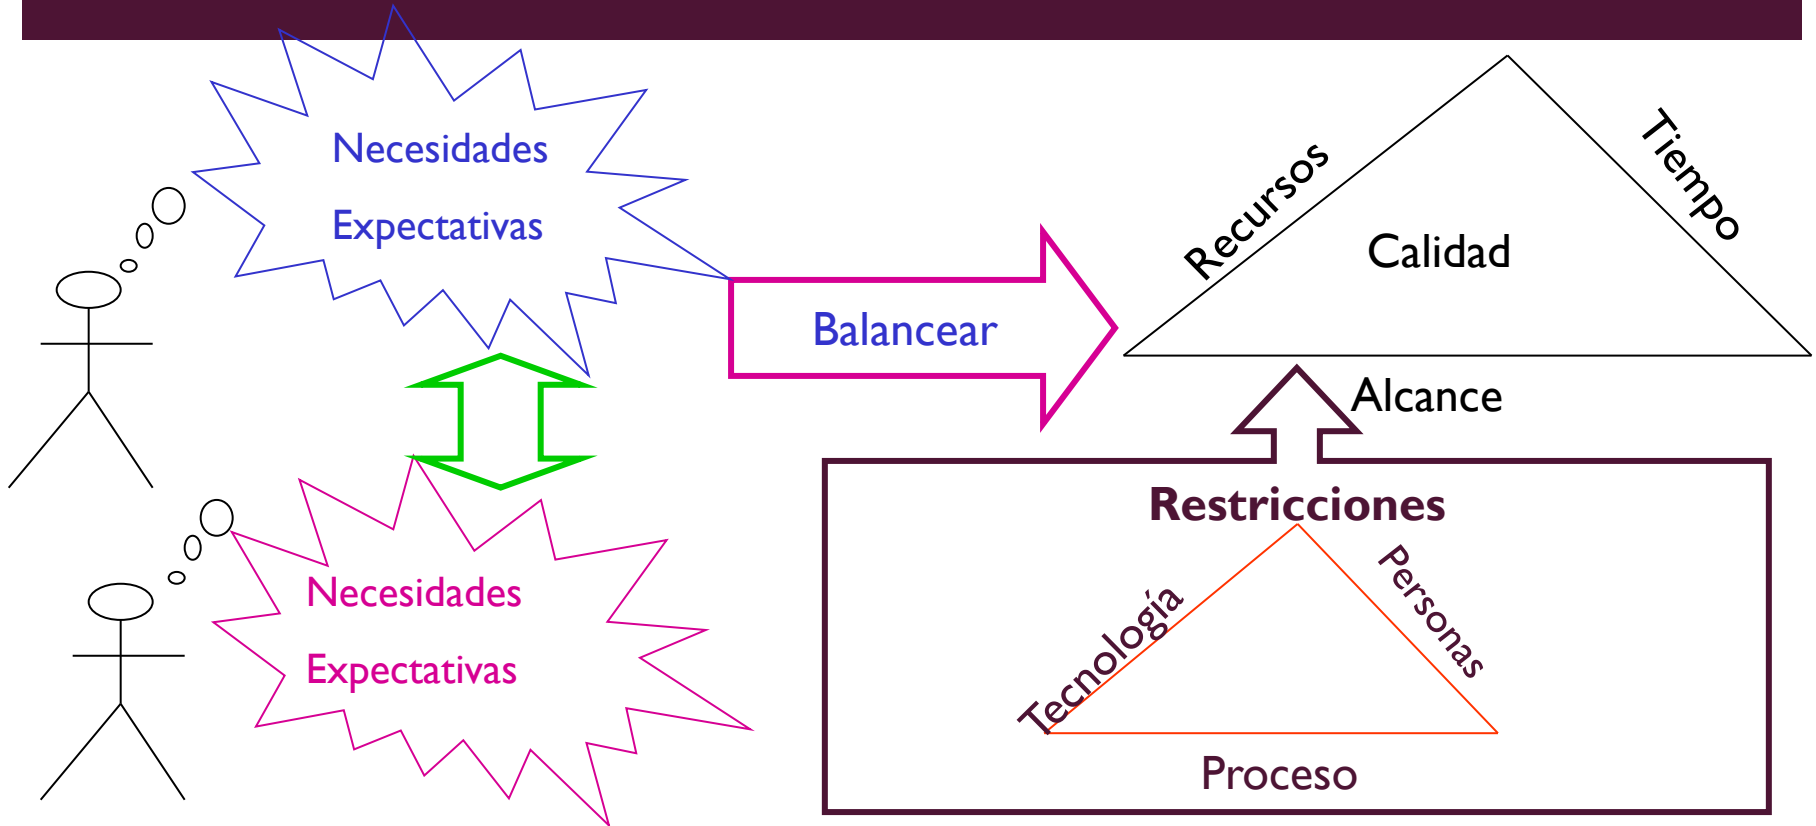 Necesidades
Expectativas
Necesidades
Expectativas
Balancear
Recursos
Tiempo
Calidad
Alcance
Restricciones
Tecnología
Personas
Proceso